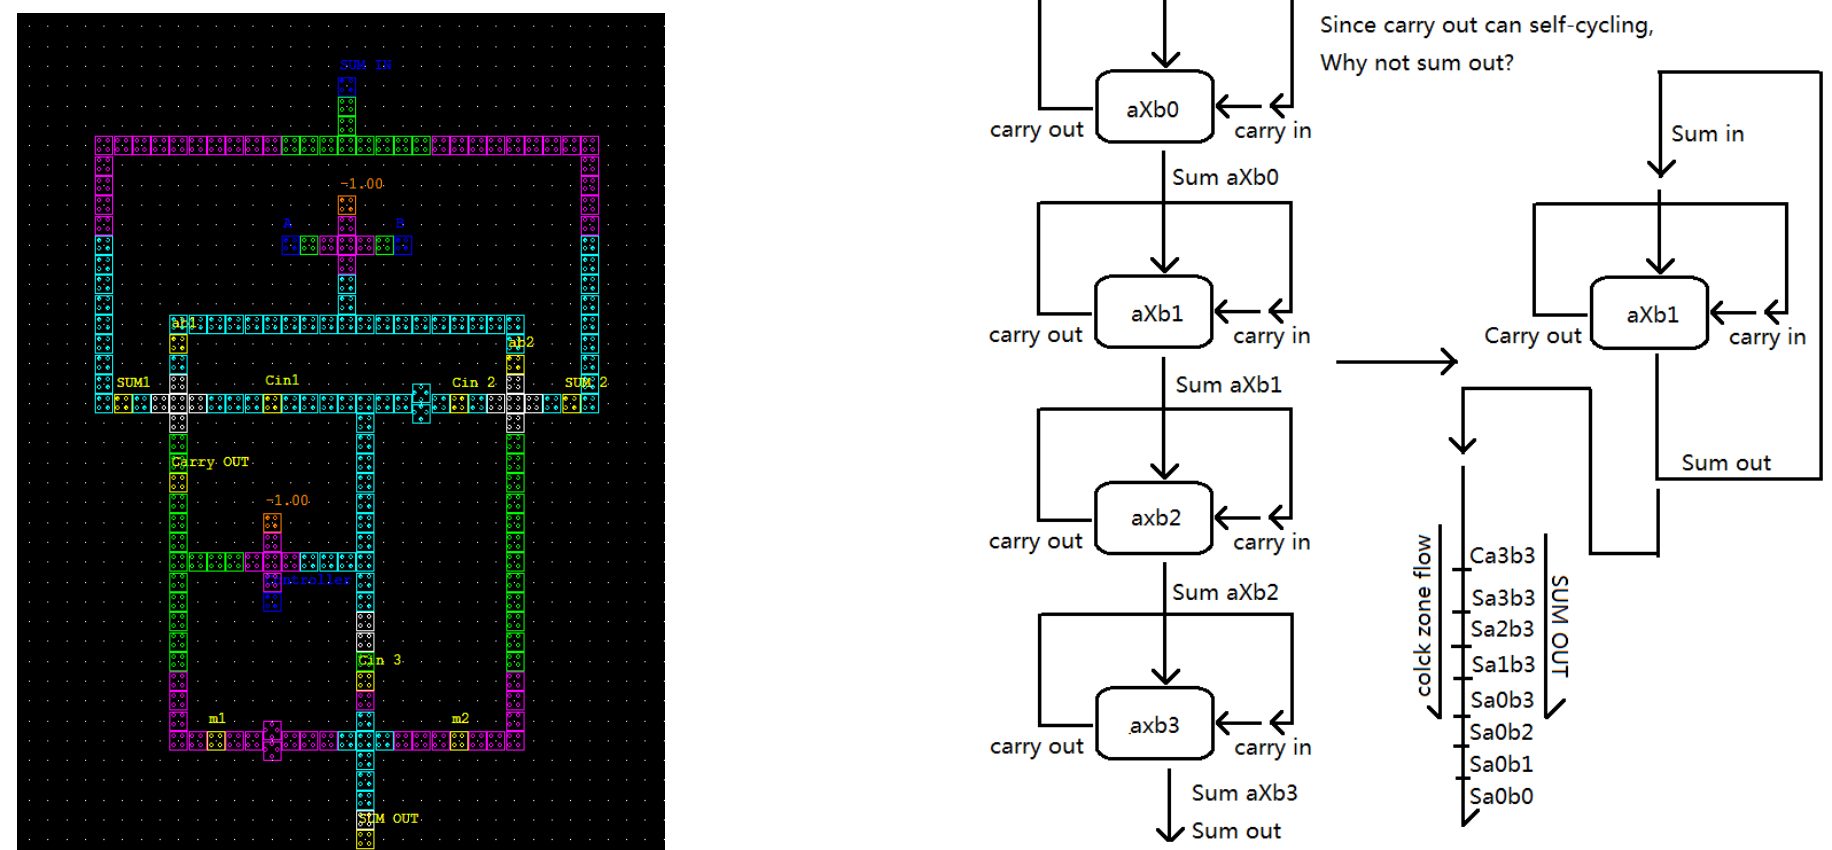 SUM IN
-1.00
A B
ab1
ab2
SUM1 Cin1 Cin 2 SUM 2
Carry OUT
-1.00
Controller
Cin 3
m1 m2
SUM OUT
Since carry out can self-cycling,
Why not sum out?
aXb0
carry out carry in
Sum aXb0
aXb1
carry out carry in
Sum aXb1
axb2
carry out carry in
Sum aXb2
axb3
carry out carry in
Sum aXb3
Sum out
Sum in
aXb1
Carry out carry in
Sum out
colck zone flow
SUM OUT
Ca3b3
Sa3b3
Sa2b3
Sa1b3
Sa0b3
Sa0b2
Sa0b1
Sa0b0